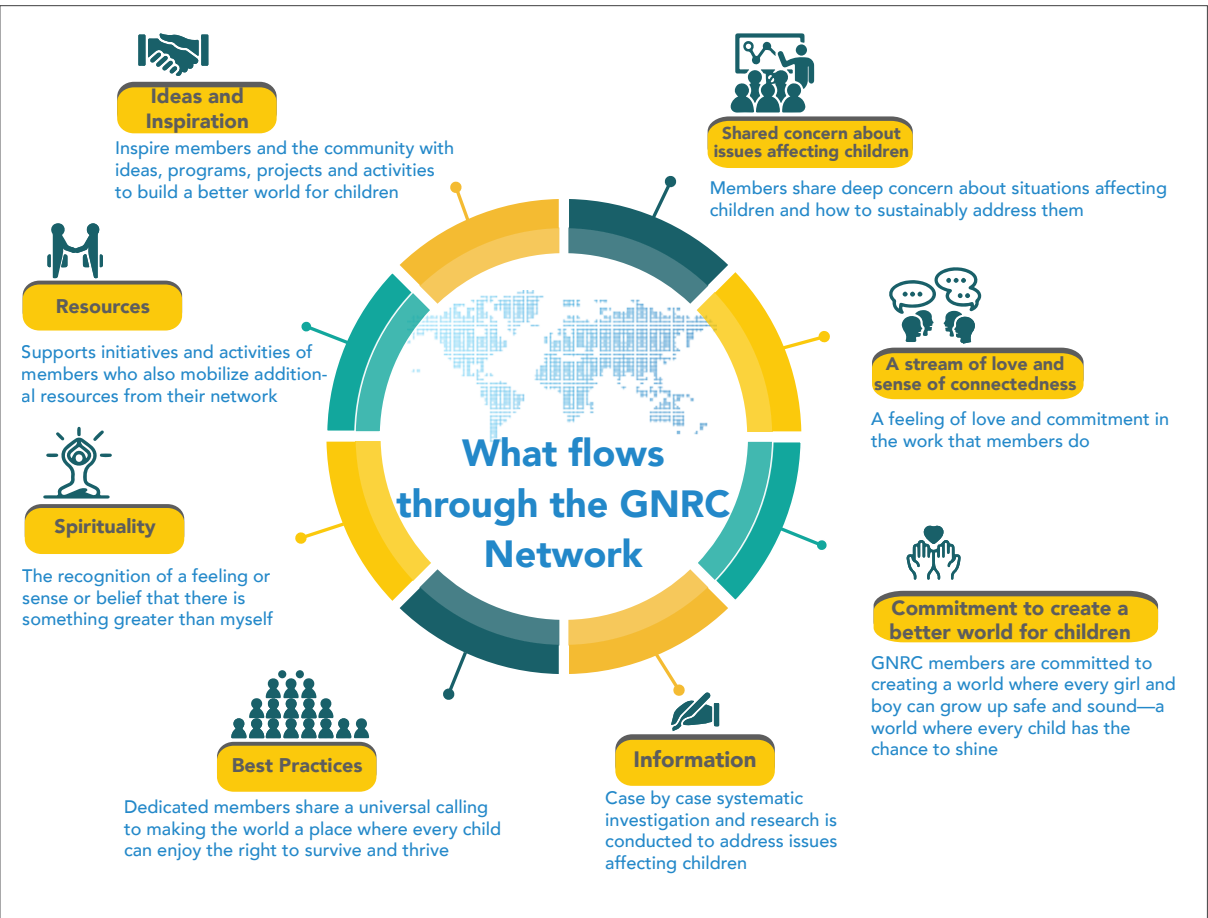 Ideas and
Inspiration
Inspire members and the community with
ideas, programs, projects and activities
to build a better world for children
Shared concern about
issues affecting children
Members share deep concern about situations affecting
children and how to sustainably address them
Resources
Supports initiatives and activities of
members who also mobilize addition-
al resources from their network
A stream of love and
sense of connectedness
A feeling of love and commitment in
the work that members do
What flows
through the GNRC
Network
Spirituality
The recognition of a feeling or
sense or belief that there is
something greater than myself
Commitment to create a
better world for children
GNRC members are committed to
creating a world where every girl and
boy can grow up safe and sound—a
world where every child has the
chance to shine
Best Practices
Dedicated members share a universal calling
to making the world a place where every child
can enjoy the right to survive and thrive
Information
Case by case systematic
investigation and research is
conducted to address issues
affecting children